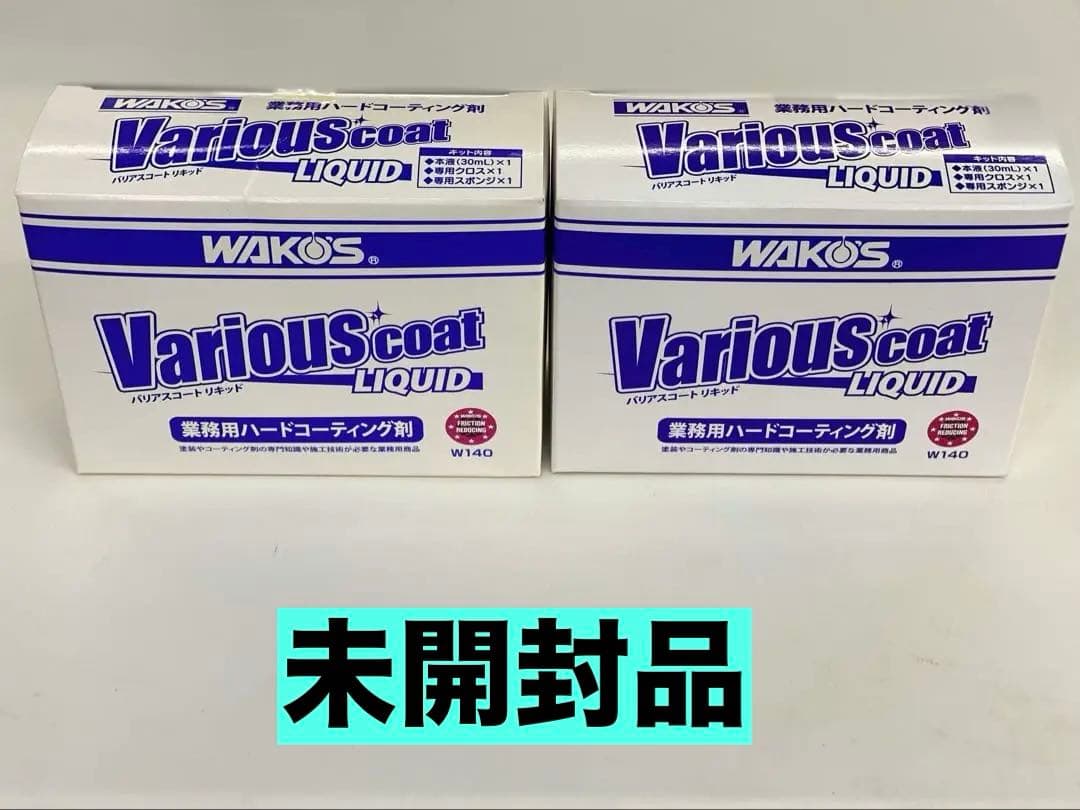 WAKO'S® 業務用ハードコーティング剤
Various coat
LIQUID
バリアスコート リキッド
キット内容
◆本液(30mL)×1
◆専用クロス×1
◆専用スポンジ×1
WAKO'S®
Various coat
LIQUID
バリアスコート リキッド
業務用ハードコーティング剤
塗装やコーティング剤の専門知識や施工技術が必要な業務用商品
WAKO'S
FRICTION
REDUCING
W140
WAKO'S® 業務用ハードコーティング剤
Various coat
LIQUID
バリアスコート リキッド
キット内容
◆本液(30mL)×1
◆専用クロス×1
◆専用スポンジ×1
WAKO'S®
Various coat
LIQUID
バリアスコート リキッド
業務用ハードコーティング剤
塗装やコーティング剤の専門知識や施工技術が必要な業務用商品
WAKO'S
FRICTION
REDUCING
W140
未開封品